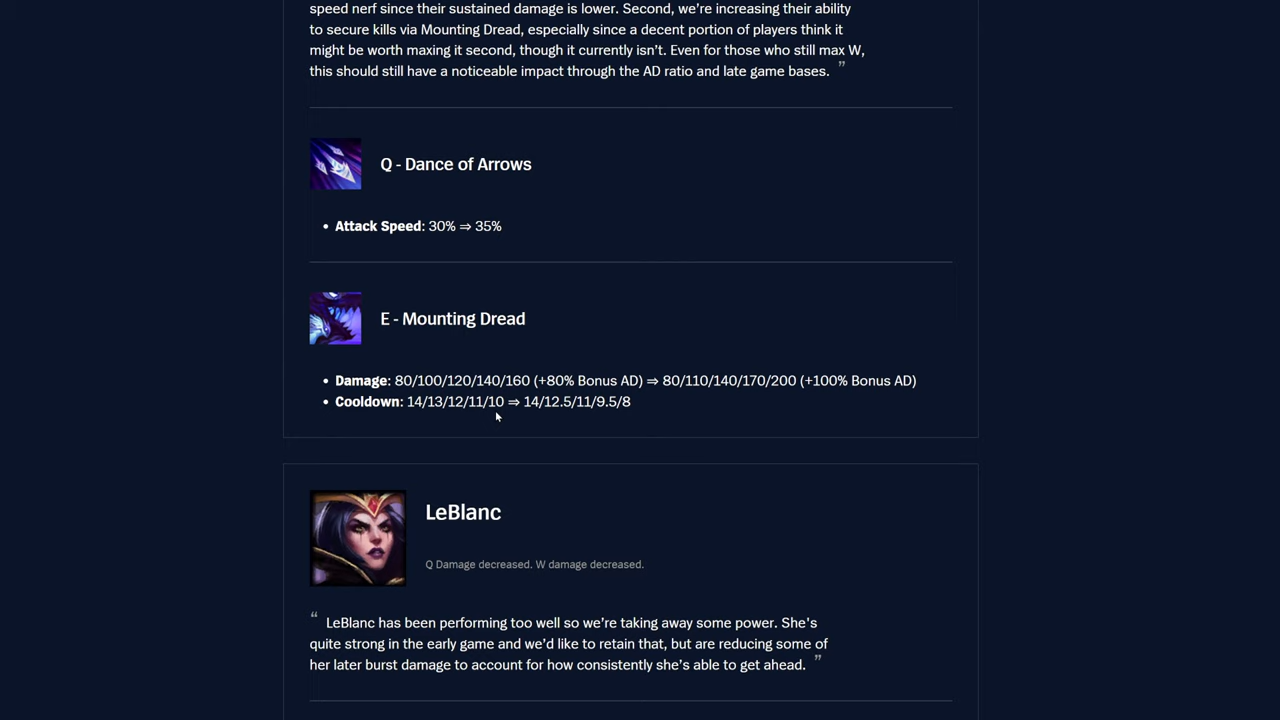 speed nerf since their sustained damage is lower. Second, we’re increasing their ability
to secure kills via Mounting Dread, especially since a decent portion of players think it
might be worth maxing it second, though it currently isn’t. Even for those who still max W,
this should still have a noticeable impact through the AD ratio and late game bases. ”
Q - Dance of Arrows
• Attack Speed: 30% ⇒ 35%
E - Mounting Dread
• Damage: 80/100/120/140/160 (+80% Bonus AD) ⇒ 80/110/140/170/200 (+100% Bonus AD)
• Cooldown: 14/13/12/11/10 ⇒ 14/12.5/11/9.5/8
LeBlanc
Q Damage decreased. W damage decreased.
“ LeBlanc has been performing too well so we’re taking away some power. She's
quite strong in the early game and we’d like to retain that, but are reducing some of
her later burst damage to account for how consistently she’s able to get ahead. ”